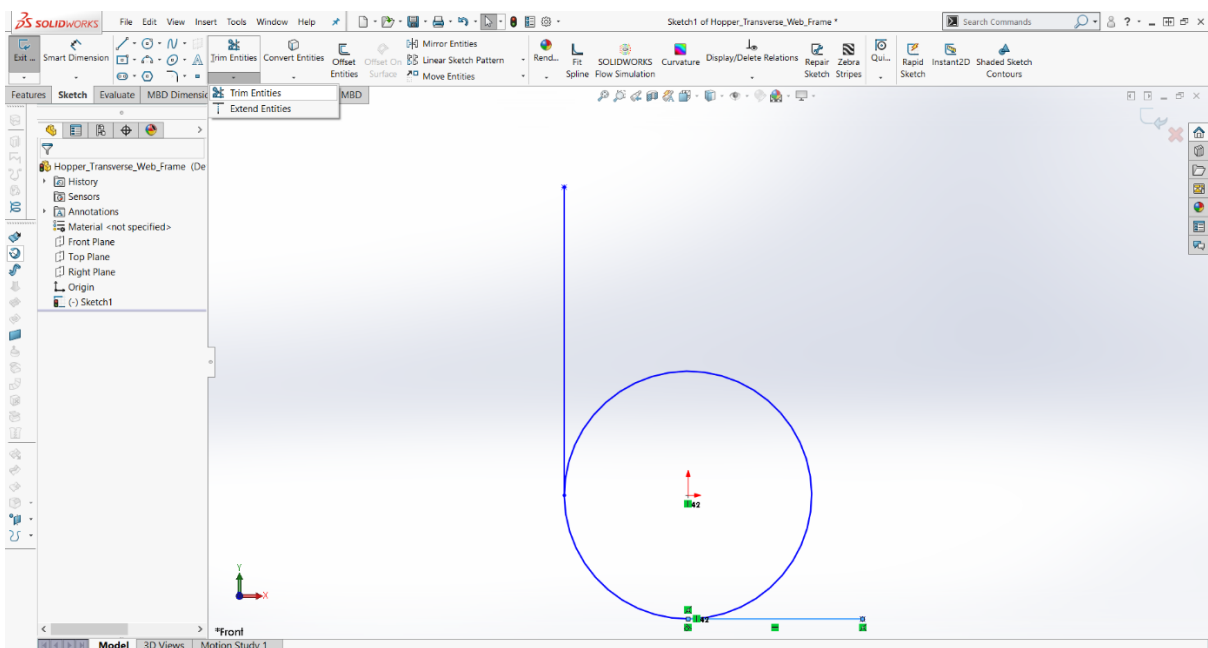 SOLIDWORKS File Edit View Insert Tools Window Help Sketch1 of Hopper_Transverse_Web_Frame * Search Commands ?
Exit ... Smart Dimension Trim Entities Convert Entities Offset Entities Offset On Surface Mirror Entities Linear Sketch Pattern Move Entities Rend... Fit Spline SOLIDWORKS Flow Simulation Curvature Display/Delete Relations Repair Sketch Zebra Stripes Qui... Rapid Sketch Instant2D Shaded Sketch Contours
Features Sketch Evaluate MBD Dimensic MBD
Trim Entities
Extend Entities
Hopper_Transverse_Web_Frame (De
History
Sensors
Annotations
Material <not specified>
Front Plane
Top Plane
Right Plane
Origin
(-) Sketch1
42
Y
X
42
*Front
Model 3D Views Motion Study 1